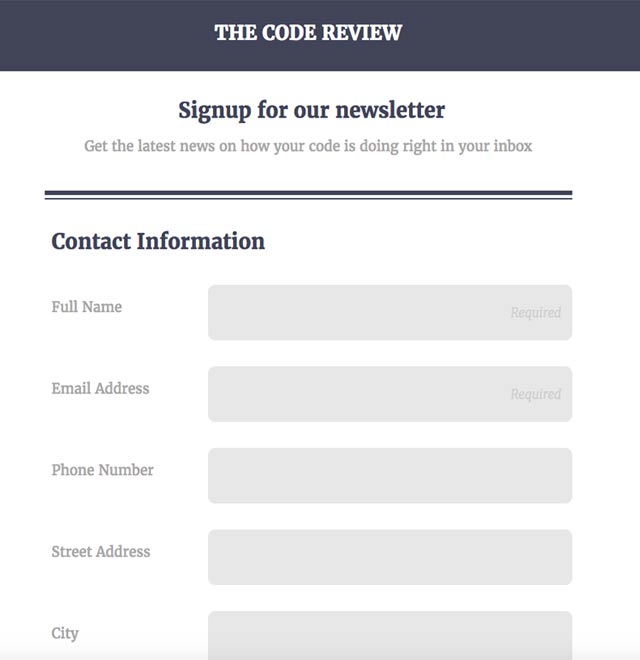 THE CODE REVIEW
Signup for our newsletter
Get the latest news on how your code is doing right in your inbox
Contact Information
Full Name
Required
Email Address
Required
Phone Number
Street Address
City